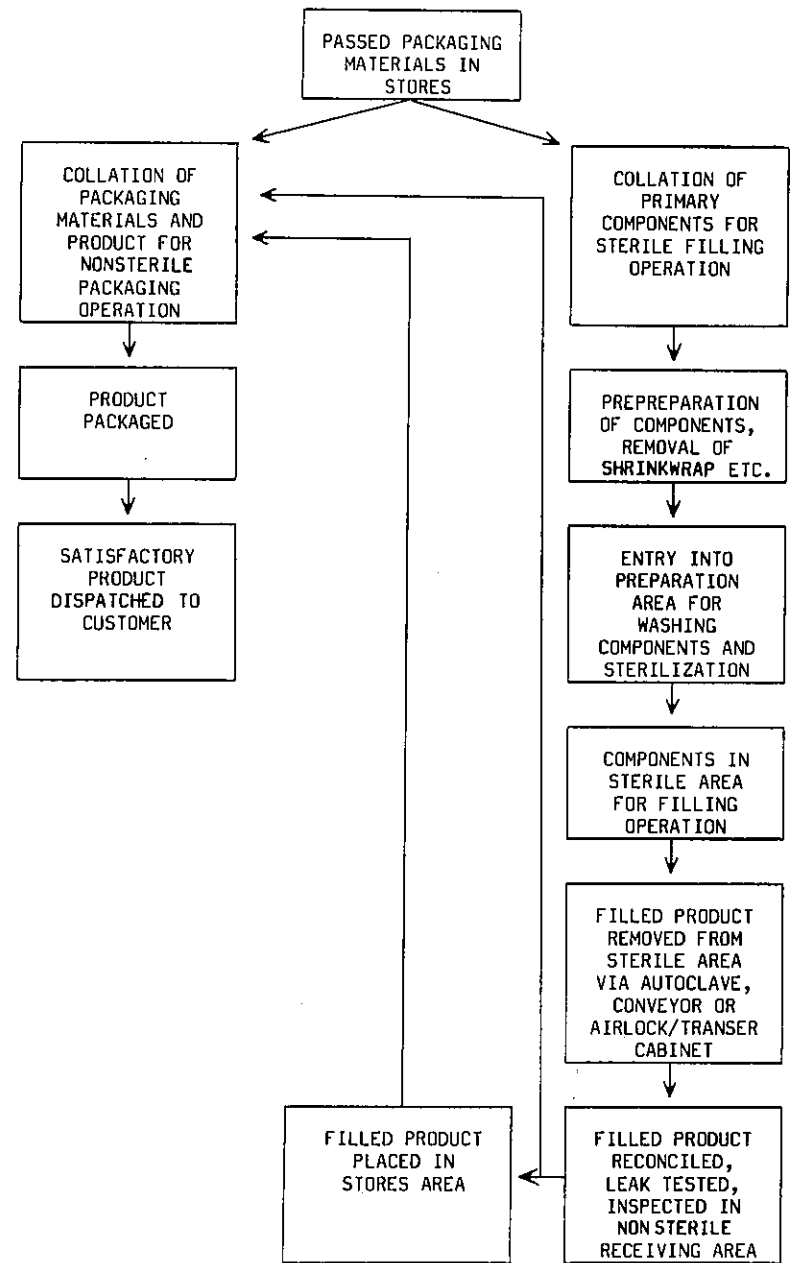 PASSED PACKAGING
MATERIALS IN
STORES
COLLATION OF
PACKAGING
MATERIALS AND
PRODUCT FOR
NONSTERILE
PACKAGING
OPERATION
PRODUCT
PACKAGED
SATISFACTORY
PRODUCT
DISPATCHED TO
CUSTOMER
COLLATION OF
PRIMARY
COMPONENTS FOR
STERILE FILLING
OPERATION
PREPREPARATION
OF COMPONENTS,
REMOVAL OF
SHRINKWRAP ETC.
ENTRY INTO
PREPARATION
AREA FOR
WASHING
COMPONENTS AND
STERILIZATION
COMPONENTS IN
STERILE AREA
FOR FILLING
OPERATION
FILLED PRODUCT
REMOVED FROM
STERILE AREA
VIA AUTOCLAVE,
CONVEYOR OR
AIRLOCK/TRANSER
CABINET
FILLED PRODUCT
RECONCILED,
LEAK TESTED,
INSPECTED IN
NONSTERILE
RECEIVING AREA
FILLED PRODUCT
PLACED IN
STORES AREA